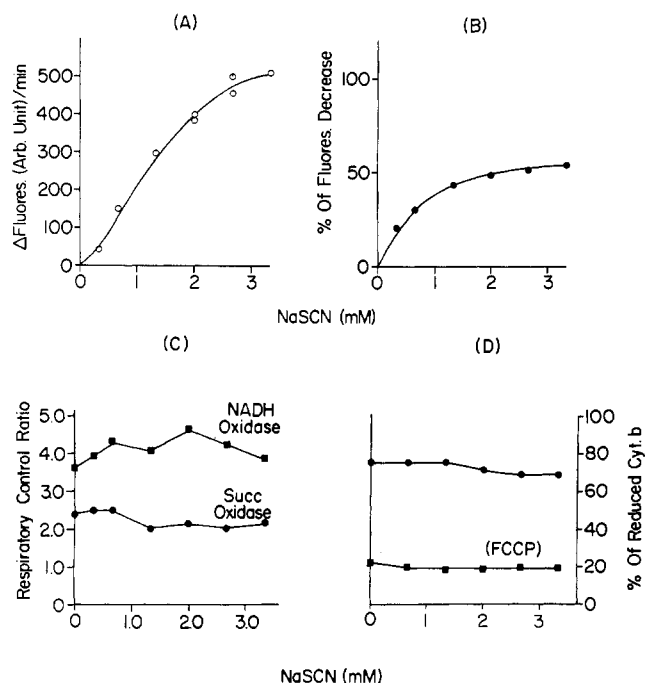 (A)
(B)
ΔFluores. (Arb. Unit)/min
500
400
300
200
100
0
0 1 2 3
% Of Fluores. Decrease
100
50
0
0 1 2 3
NaSCN (mM)
(C)
(D)
Respiratory Control Ratio
5.0
4.0
3.0
2.0
1.0
0
NADH
Oxidase
Succ
Oxidase
0 1.0 2.0 3.0
(FCCP)
100
80
60
40
20
0
% Of Reduced Cyt. b
0 1 2 3
NaSCN (mM)